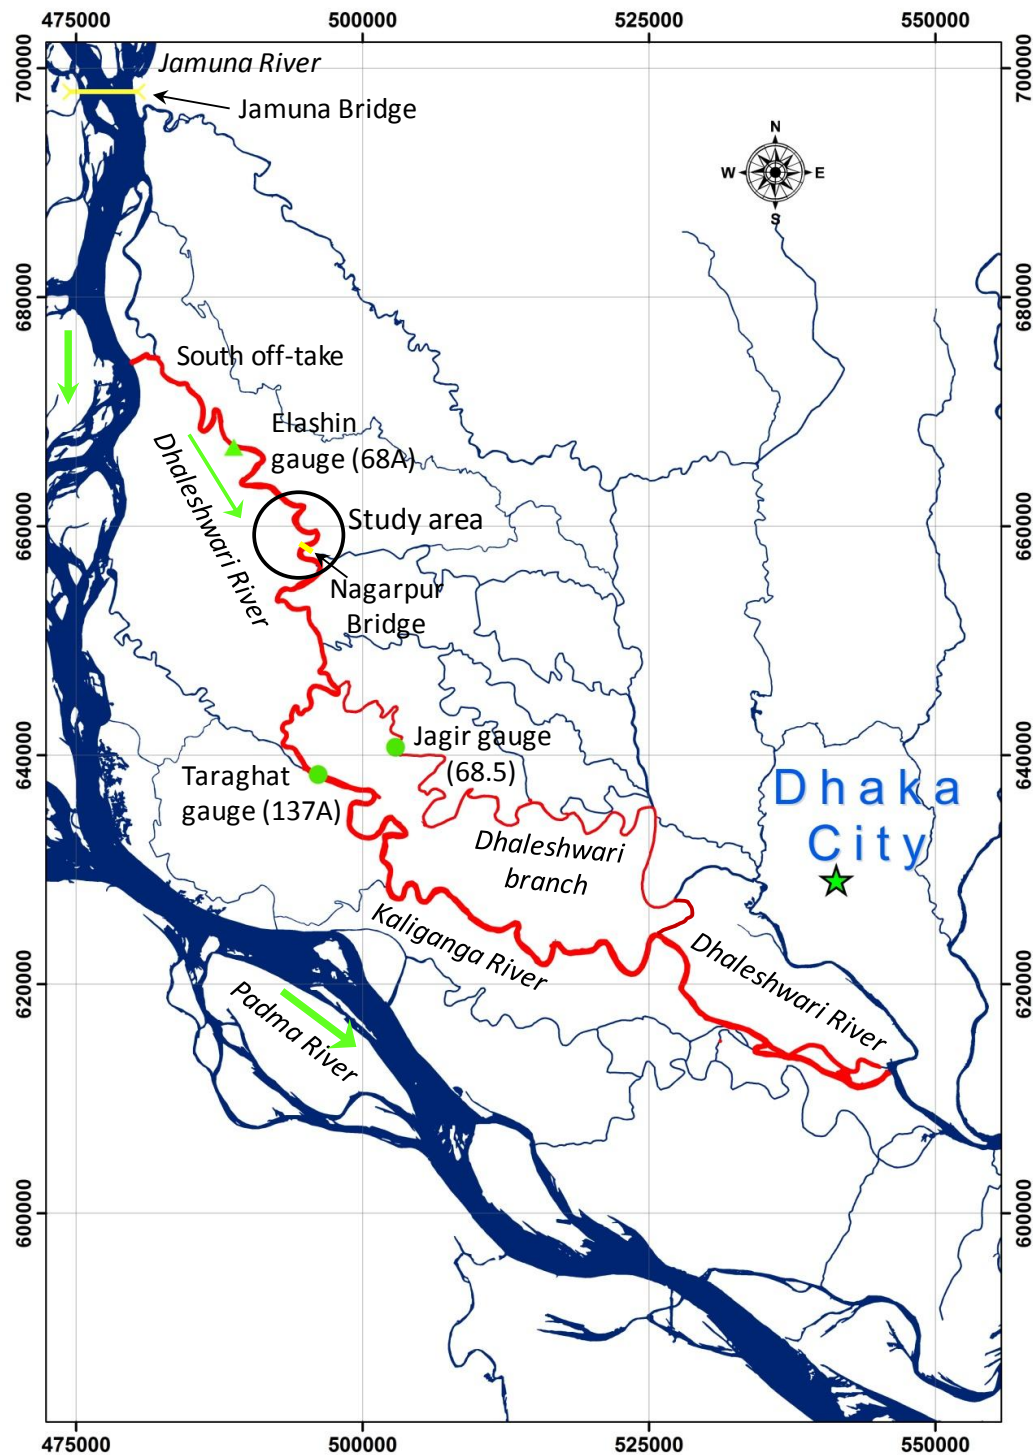 475000
500000
525000
550000
700000
700000
Jamuna River
Jamuna Bridge
N
W
E
S
680000
680000
South off-take
Elashin
gauge (68A)
Dhaleshwari River
Study area
660000
660000
Nagarpur
Bridge
640000
640000
Jagir gauge
(68.5)
Taraghat
gauge (137A)
Dhaka
City
Dhaleshwari
branch
Kaliganga River
Dhaleshwari River
620000
620000
Padma River
600000
600000
475000
500000
525000
550000